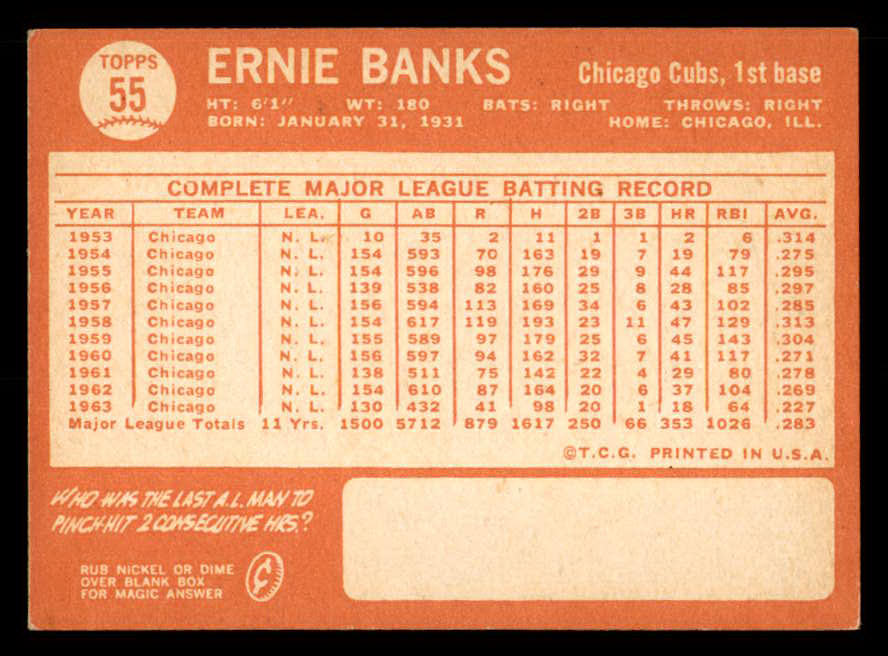 TOPPS
55
ERNIE BANKS
Chicago Cubs, 1st base
HT: 6'1" WT: 180 BATS: RIGHT THROWS: RIGHT
BORN: JANUARY 31, 1931 HOME: CHICAGO, ILL.
COMPLETE MAJOR LEAGUE BATTING RECORD
YEAR TEAM LEA. G AB R H 2B 3B HR RBI AVG.
1953 Chicago N. L. 10 35 2 11 1 1 2 6 .314
1954 Chicago N. L. 154 593 70 163 19 7 19 79 .275
1955 Chicago N. L. 154 596 98 176 29 9 44 117 .295
1956 Chicago N. L. 139 538 82 160 25 8 28 85 .297
1957 Chicago N. L. 156 594 113 169 34 6 43 102 .285
1958 Chicago N. L. 154 617 119 193 23 11 47 129 .313
1959 Chicago N. L. 155 589 97 179 25 6 45 143 .304
1960 Chicago N. L. 156 597 94 162 32 7 41 117 .271
1961 Chicago N. L. 138 511 75 142 22 4 29 80 .278
1962 Chicago N. L. 154 610 87 164 20 6 37 104 .269
1963 Chicago N. L. 130 432 41 98 20 1 18 64 .227
Major League Totals 11 Yrs. 1500 5712 879 1617 250 66 353 1026 .283
©T.C.G. PRINTED IN U.S.A.
WHO WAS THE LAST A.L. MAN TO
PINCH-HIT 2 CONSECUTIVE HRS.?
RUB NICKEL OR DIME
OVER BLANK BOX
FOR MAGIC ANSWER
¢